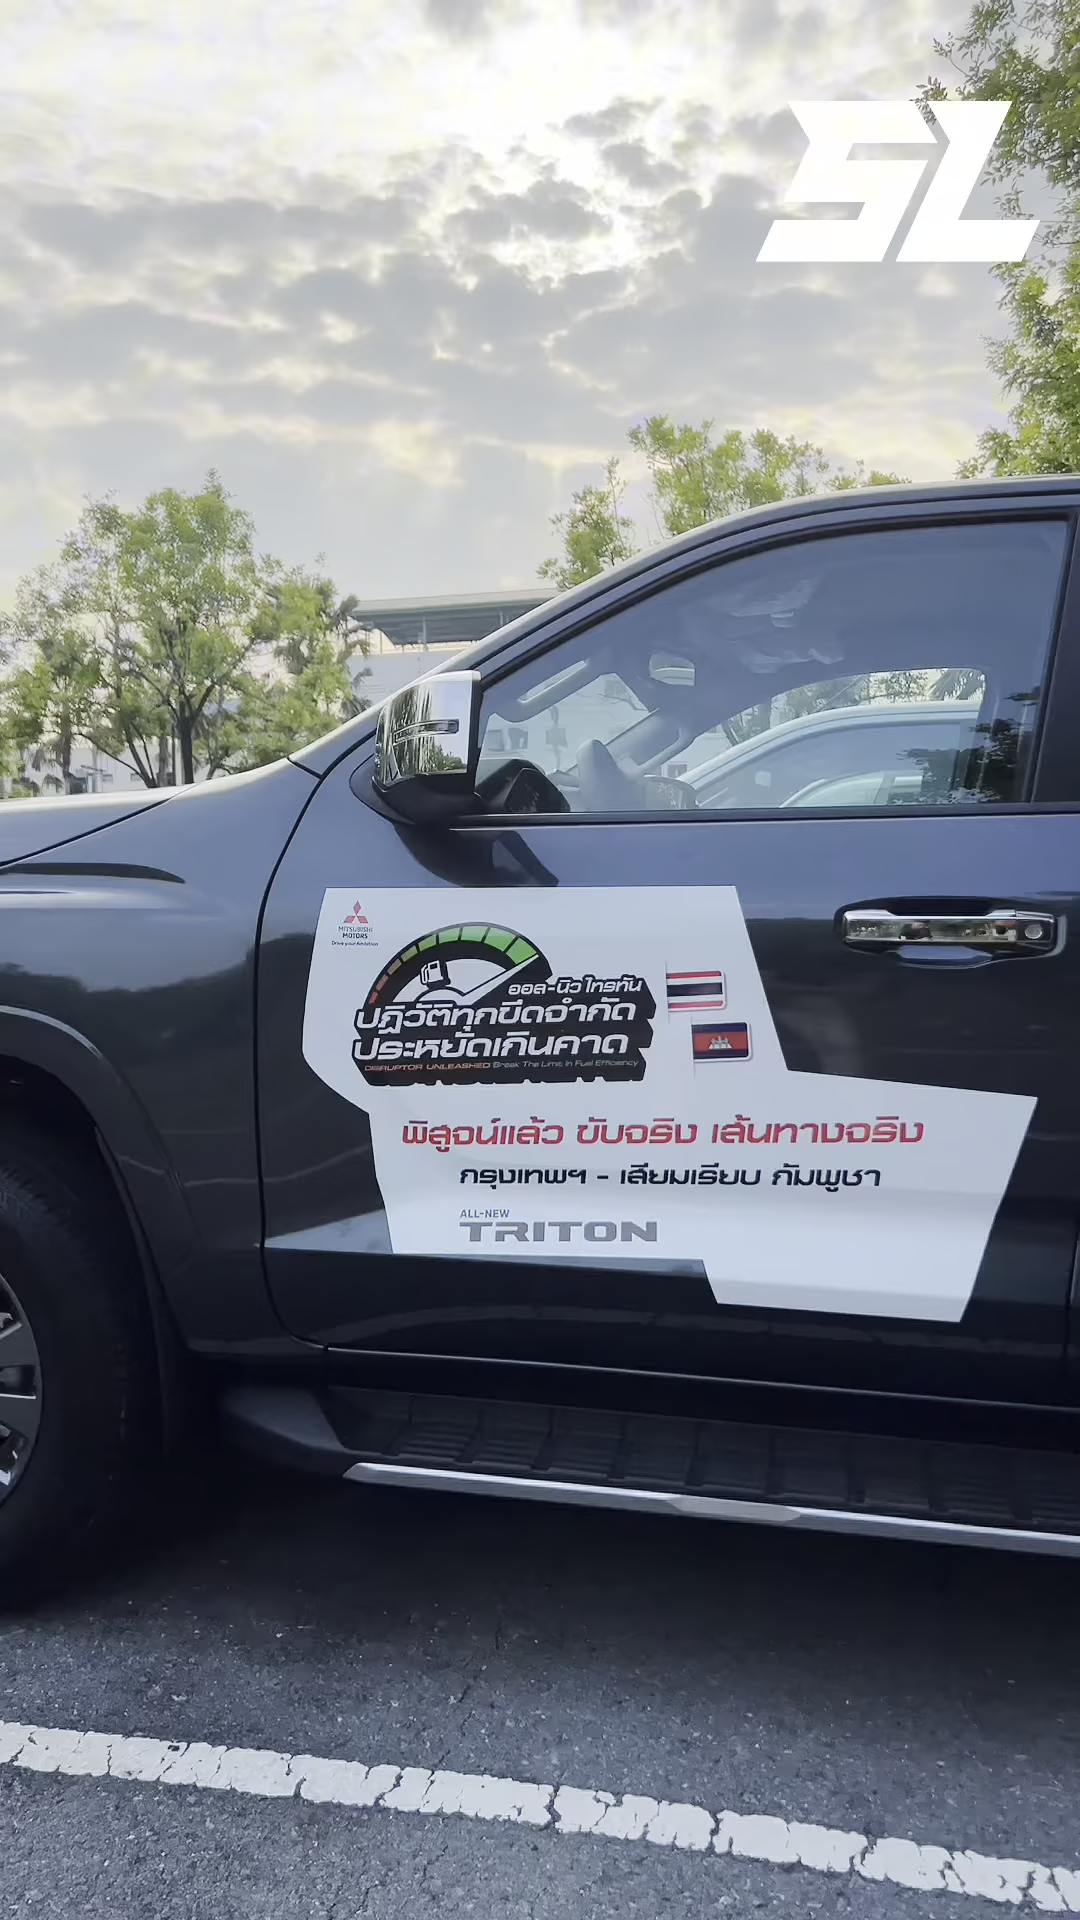 SL
MITSUBISHI
MOTORS
Drive your Ambition
ออล-นิว ไทรทัน
ปฏิวัติทุกขีดจำกัด
ประหยัดเกินคาด
DISRUPTOR UNLEASHED Break The Limit in Fuel Efficiency
พิสูจน์แล้ว ขับจริง เส้นทางจริง
กรุงเทพฯ - เสียมเรียบ กัมพูชา
ALL-NEW
TRITON